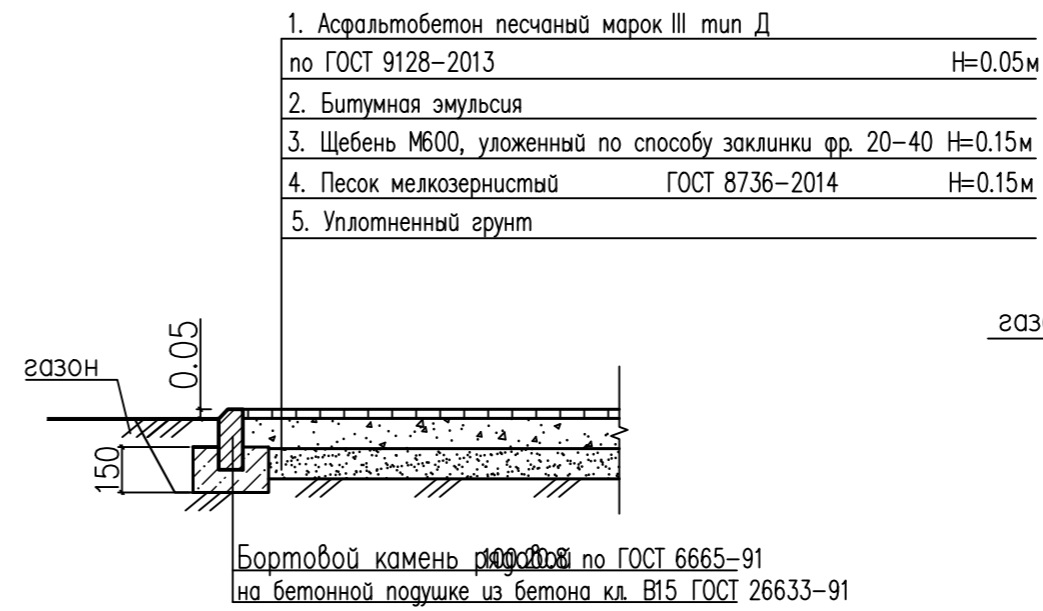 1. Асфальтобетон песчаный марок III тип Д
по ГОСТ 9128-2013 H=0.05м
2. Битумная эмульсия
3. Щебень М600, уложенный по способу заклинки фр. 20-40 H=0.15м
4. Песок мелкозернистый ГОСТ 8736-2014 H=0.15м
5. Уплотненный грунт
газон
0.05
150
Бортовой камень по ГОСТ 6665-91
на бетонной подушке из бетона кл. В15 ГОСТ 26633-91